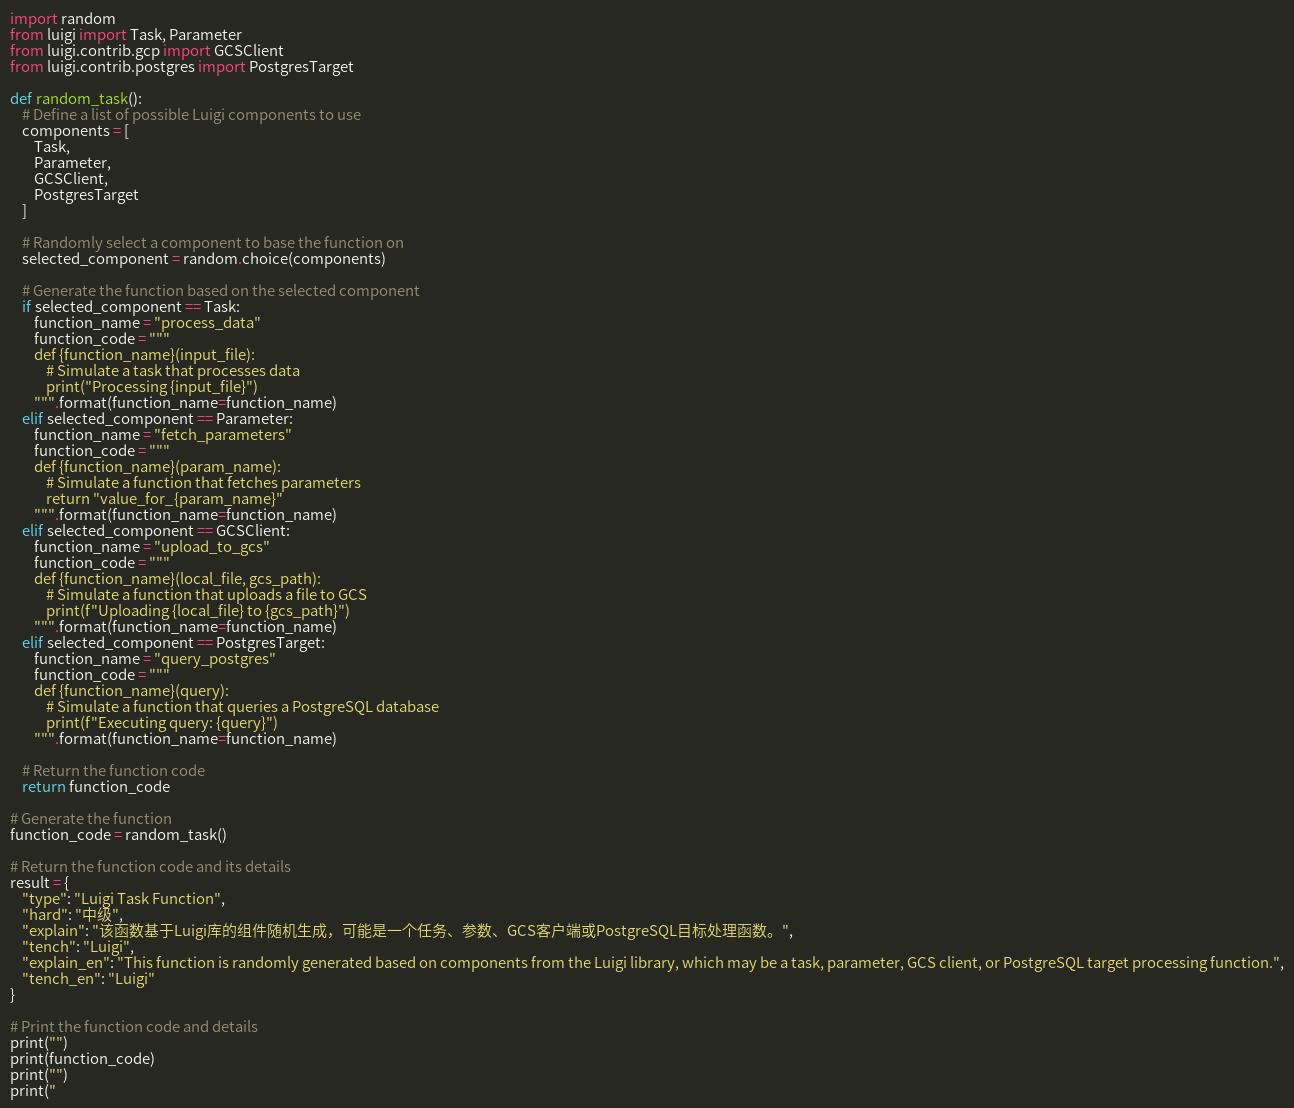 import random
from luigi import Task, Parameter
from luigi.contrib.gcp import GCSClient
from luigi.contrib.postgres import PostgresTarget

def random_task():
    # Define a list of possible Luigi components to use
    components = [
        Task,
        Parameter,
        GCSClient,
        PostgresTarget
    ]

    # Randomly select a component to base the function on
    selected_component = random.choice(components)

    # Generate the function based on the selected component
    if selected_component == Task:
        function_name = "process_data"
        function_code = """
        def {function_name}(input_file):
            # Simulate a task that processes data
            print("Processing {input_file}")
        """.format(function_name=function_name)
    elif selected_component == Parameter:
        function_name = "fetch_parameters"
        function_code = """
        def {function_name}(param_name):
            # Simulate a function that fetches parameters
            return "value_for_{param_name}"
        """.format(function_name=function_name)
    elif selected_component == GCSClient:
        function_name = "upload_to_gcs"
        function_code = """
        def {function_name}(local_file, gcs_path):
            # Simulate a function that uploads a file to GCS
            print(f"Uploading {local_file} to {gcs_path}")
        """.format(function_name=function_name)
    elif selected_component == PostgresTarget:
        function_name = "query_postgres"
        function_code = """
        def {function_name}(query):
            # Simulate a function that queries a PostgreSQL database
            print(f"Executing query: {query}")
        """.format(function_name=function_name)

    # Return the function code
    return function_code

# Generate the function
function_code = random_task()

# Return the function code and its details
result = {
    "type": "Luigi Task Function",
    "hard": "中级",
    "explain": "该函数基于Luigi库的组件随机生成，可能是一个任务、参数、GCS客户端或PostgreSQL目标处理函数。",
    "tench": "Luigi",
    "explain_en": "This function is randomly generated based on components from the Luigi library, which may be a task, parameter, GCS client, or PostgreSQL target processing function.",
    "tench_en": "Luigi"
}

# Print the function code and details
print("")
print(function_code)
print("")
print("